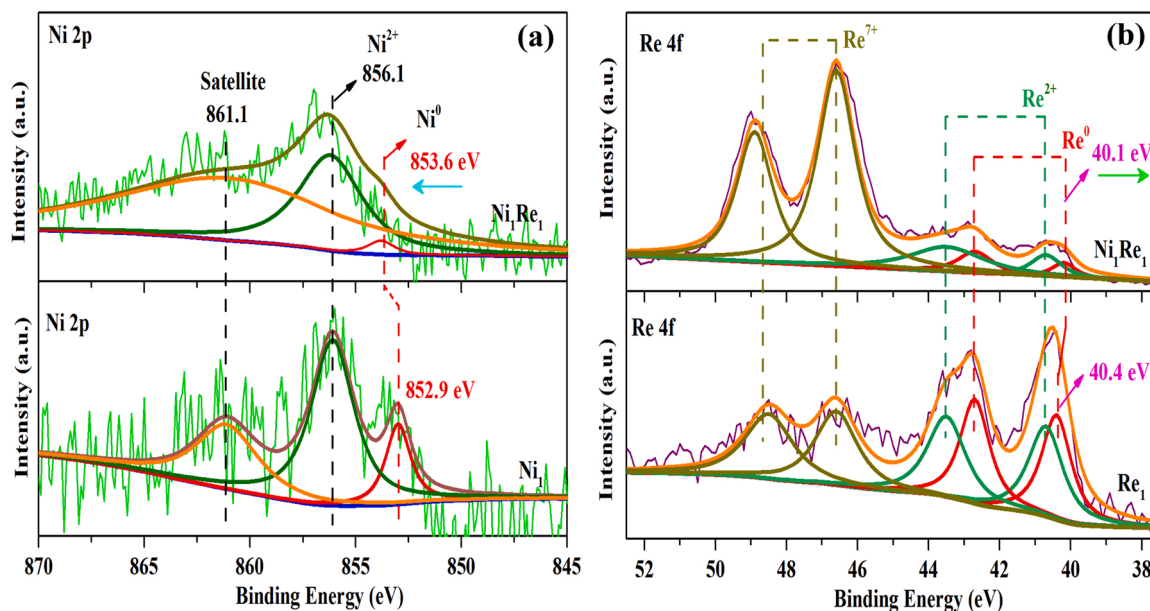 Ni 2p
(a)
Ni²⁺
856.1
Satellite
861.1
Ni⁰
853.6 eV
Ni₁Re₁
Intensity (a.u.)
Ni 2p
852.9 eV
Ni₁
Intensity (a.u.)
870 865 860 855 850 845
Binding Energy (eV)
(b)
Re 4f
Re⁷⁺
Re²⁺
Re⁰
40.1 eV
Ni₁Re₁
Intensity (a.u.)
Re 4f
40.4 eV
Re₁
Intensity (a.u.)
52 50 48 46 44 42 40 38
Binding Energy (eV)